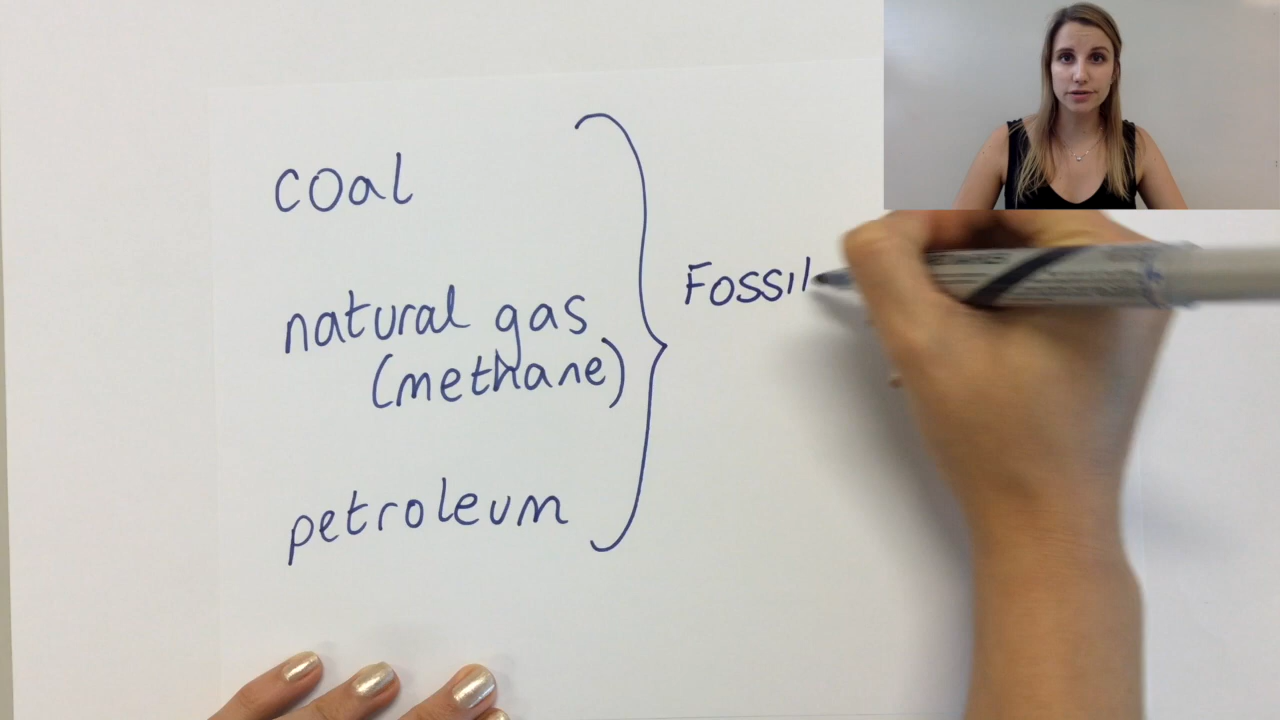 coal
natural gas
(methane)
petroleum
Fossil